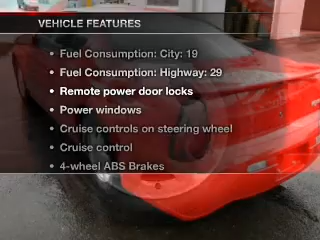 VEHICLE FEATURES
• Fuel Consumption: City: 19
• Fuel Consumption: Highway: 29
• Remote power door locks
• Power windows
• Cruise controls on steering wheel
• Cruise control
• 4-wheel ABS Brakes